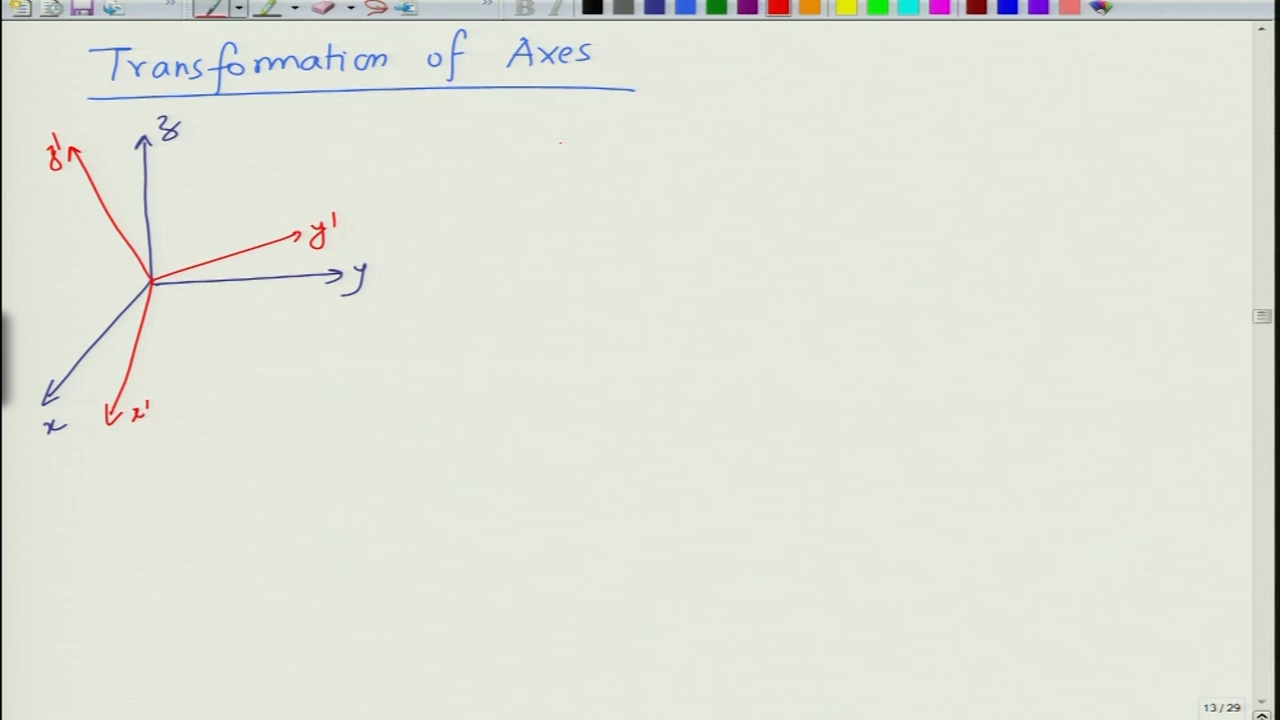 Transformation of Axes
z
z'
y'
y
x
x'
13 / 29